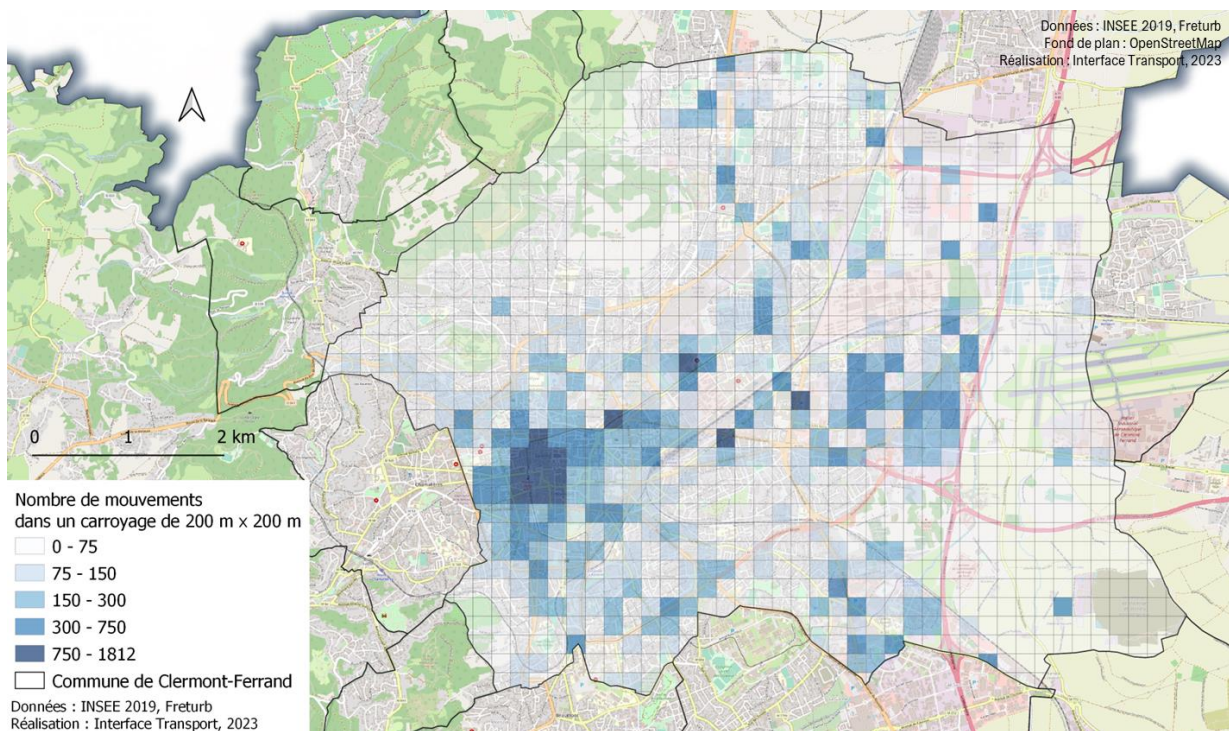 Données : INSEE 2019, Freturb
Fond de plan : OpenStreetMap
Réalisation : Interface Transport, 2023
0 1 2 km
Nombre de mouvements
dans un carroyage de 200 m x 200 m
0 - 75
75 - 150
150 - 300
300 - 750
750 - 1812
Commune de Clermont-Ferrand
Données : INSEE 2019, Freturb
Réalisation : Interface Transport, 2023